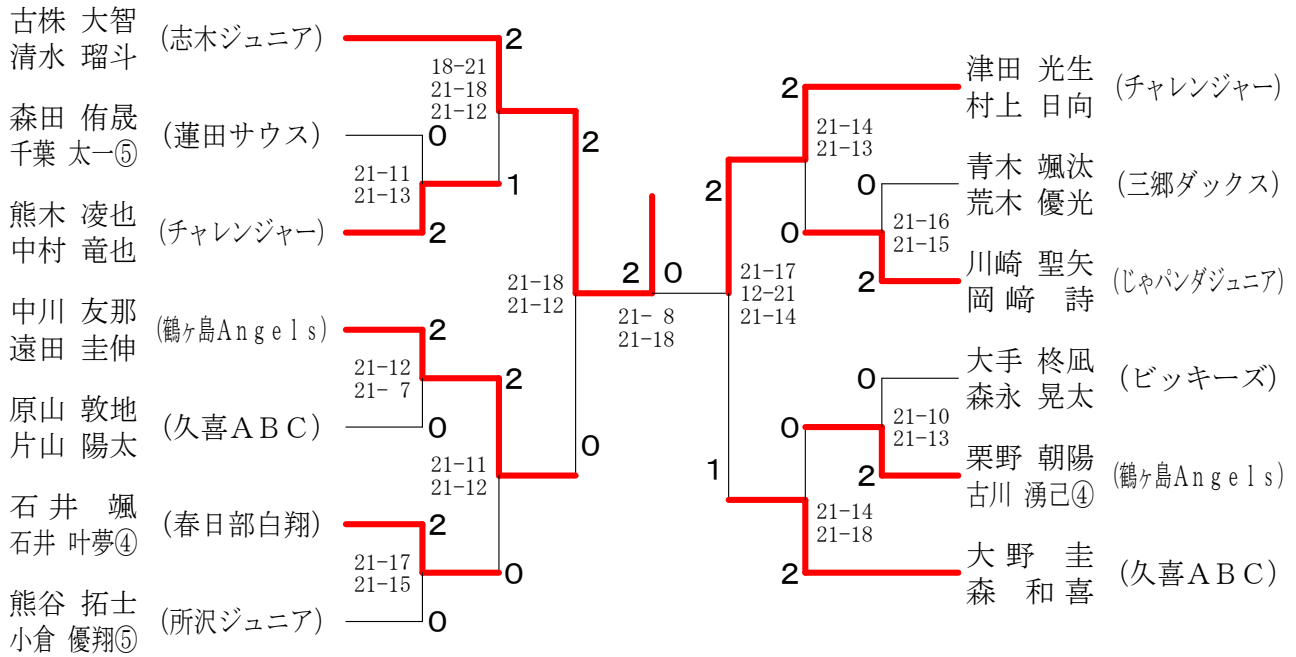 古株 大智
清水 瑠斗
(志木ジュニア)
2
18-21
21-18
21-12
森田 侑晟
千葉 太一⑤
(蓮田サウス)
0
21-11
21-13
1
熊木 凌也
中村 竜也
(チャレンジャー)
2
2
21-18
21-12
中川 友那
遠田 圭伸
(鶴ヶ島Angels)
2
21-12
21- 7
2
原山 敦地
片山 陽太
(久喜ABC)
0
21-11
21-12
0
石井 颯
石井 叶夢④
(春日部白翔)
2
21-17
21-15
0
熊谷 拓士
小倉 優翔⑤
(所沢ジュニア)
0
2 0
21- 8
21-18
津田 光生
村上 日向
(チャレンジャー)
2
21-14
21-13
2
青木 颯汰
荒木 優光
(三郷ダックス)
0
21-16
21-15
0
川崎 聖矢
岡﨑 詩
(じゃパンダジュニア)
2
21-17
12-21
21-14
大手 柊凪
森永 晃太
(ビッキーズ)
0
21-10
21-13
0
栗野 朝陽
古川 湧己④
(鶴ヶ島Angels)
2
1
21-14
21-18
大野 圭
森 和喜
(久喜ABC)
2